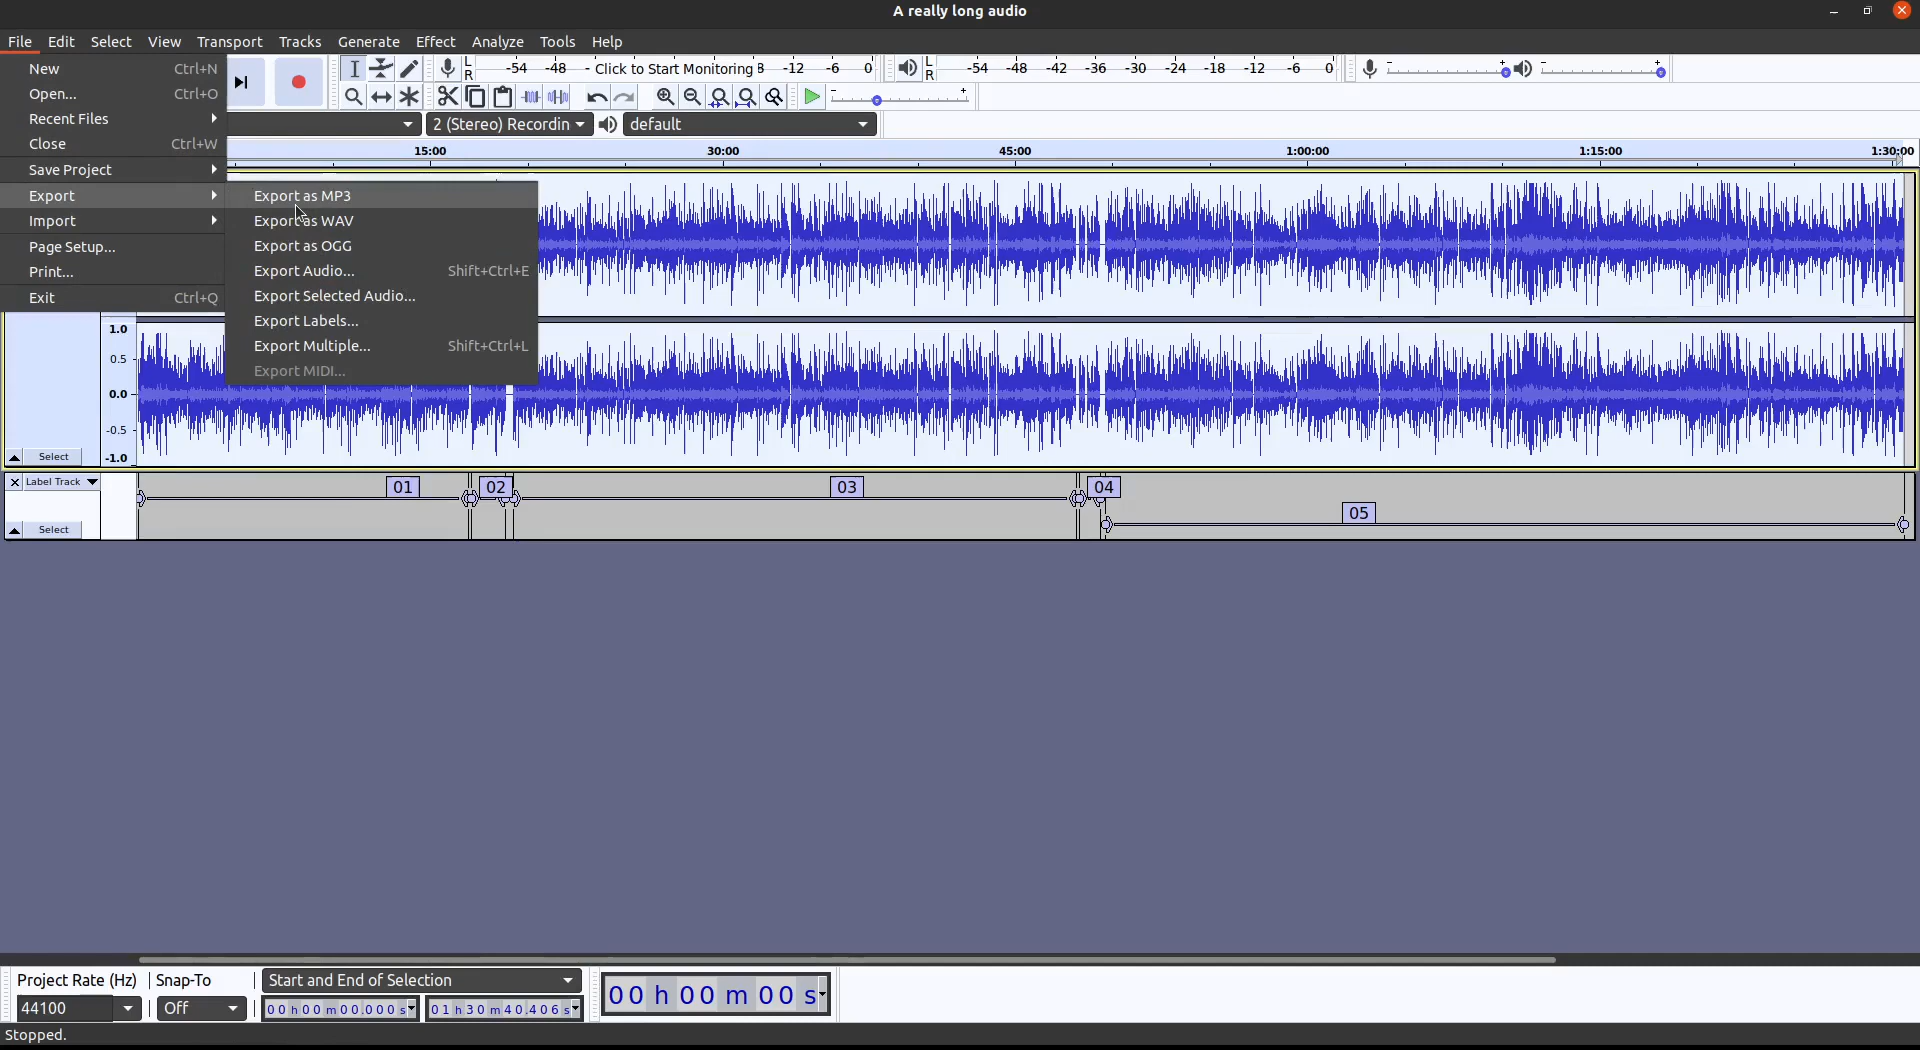 A really long audio
File Edit Select View Transport Tracks Generate Effect Analyze Tools Help
New Ctrl+N
Open... Ctrl+O
Recent Files
Close Ctrl+W
Save Project
Export
Import
Page Setup...
Print...
Exit Ctrl+Q
L R -54 -48 - Click to Start Monitoring 8 -12 -6 0
L R -54 -48 -42 -36 -30 -24 -18 -12 -6 0
- + - +
- +
2 (Stereo) Recordin default
15:00 30:00 45:00 1:00:00 1:15:00 1:30:00
Export as MP3
Export as WAV
Export as OGG
Export Audio... Shift+Ctrl+E
Export Selected Audio...
Export Labels...
Export Multiple... Shift+Ctrl+L
Export MIDI...
1.0
0.5
0.0
-0.5
-1.0
Select
Label Track
01 02 03 04
05
Select
Project Rate (Hz) Snap-To Start and End of Selection
44100 Off 00 h 00 m 00.000 s 01 h 30 m 40.406 s
00 h 00 m 00 s
Stopped.